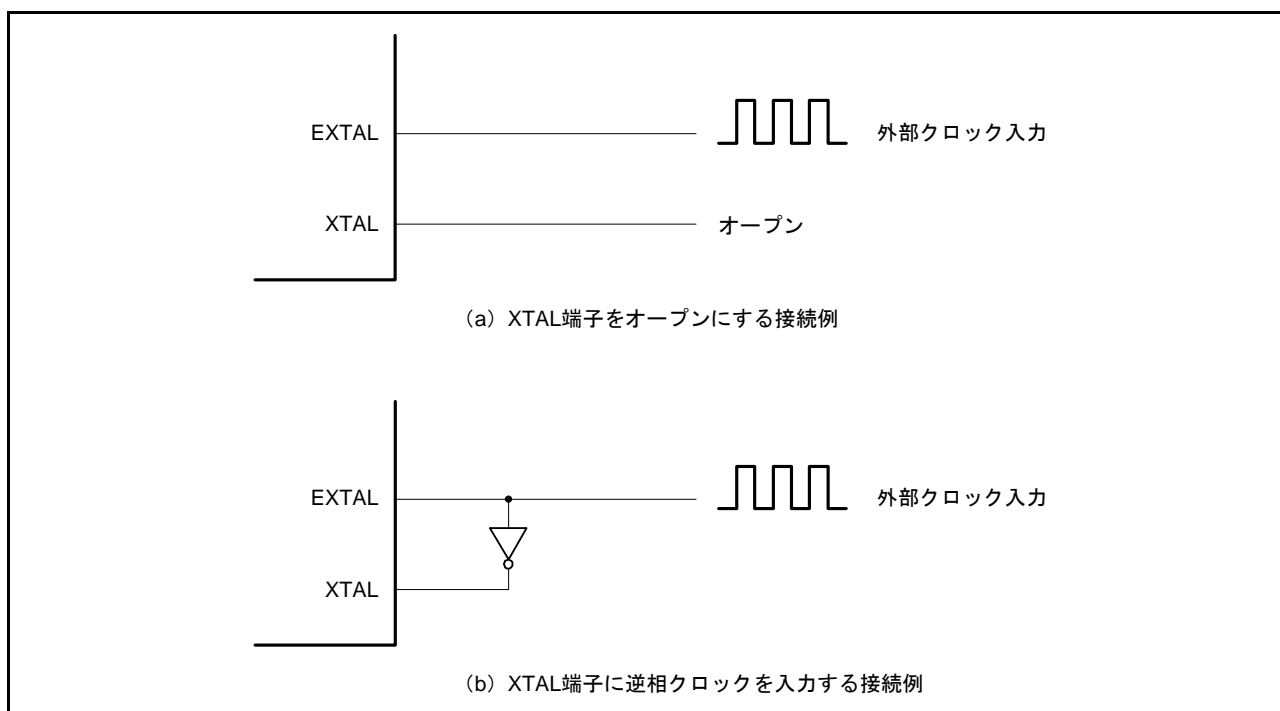 EXTAL
外部クロック入力
XTAL
オープン
（a）XTAL端子をオープンにする接続例
EXTAL
外部クロック入力
XTAL
（b）XTAL端子に逆相クロックを入力する接続例